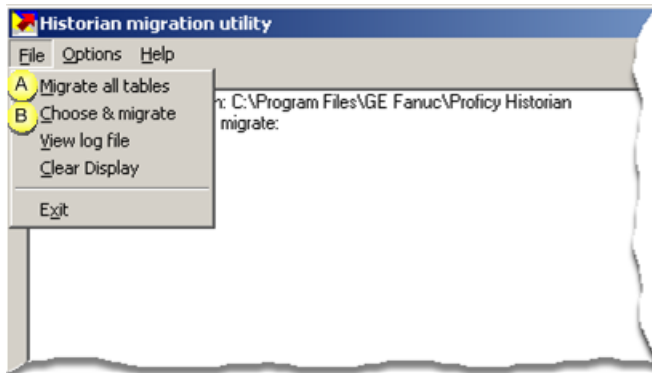 Historian migration utility
File Options Help
A Migrate all tables
B Choose & migrate
View log file
Clear Display
Exit
n: C:\Program Files\GE Fanuc\Proficy Historian
migrate: